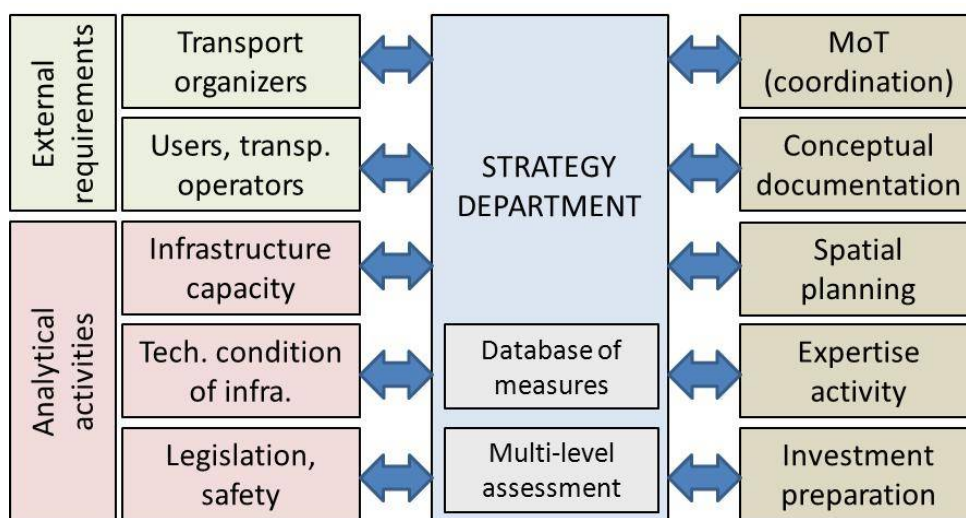 External
requirements
Transport
organizers
Users, transp.
operators
Analytical
activities
Infrastructure
capacity
Tech. condition
of infra.
Legislation,
safety
STRATEGY
DEPARTMENT
Database of
measures
Multi-level
assessment
MoT
(coordination)
Conceptual
documentation
Spatial
planning
Expertise
activity
Investment
preparation